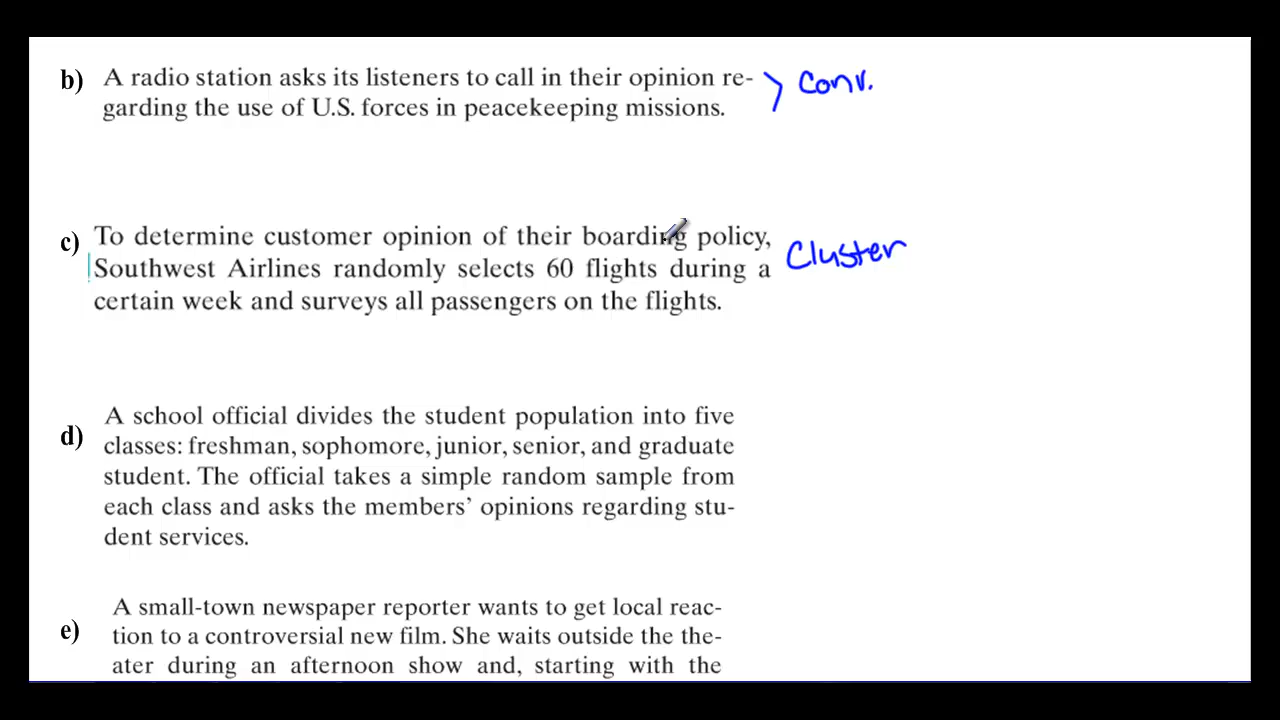 b) A radio station asks its listeners to call in their opinion re- Conv.
garding the use of U.S. forces in peacekeeping missions.
c) To determine customer opinion of their boarding policy,
Southwest Airlines randomly selects 60 flights during a Cluster
certain week and surveys all passengers on the flights.
A school official divides the student population into five
d) classes: freshman, sophomore, junior, senior, and graduate
student. The official takes a simple random sample from
each class and asks the members' opinions regarding stu-
dent services.
A small-town newspaper reporter wants to get local reac-
e) tion to a controversial new film. She waits outside the the-
ater during an afternoon show and, starting with the